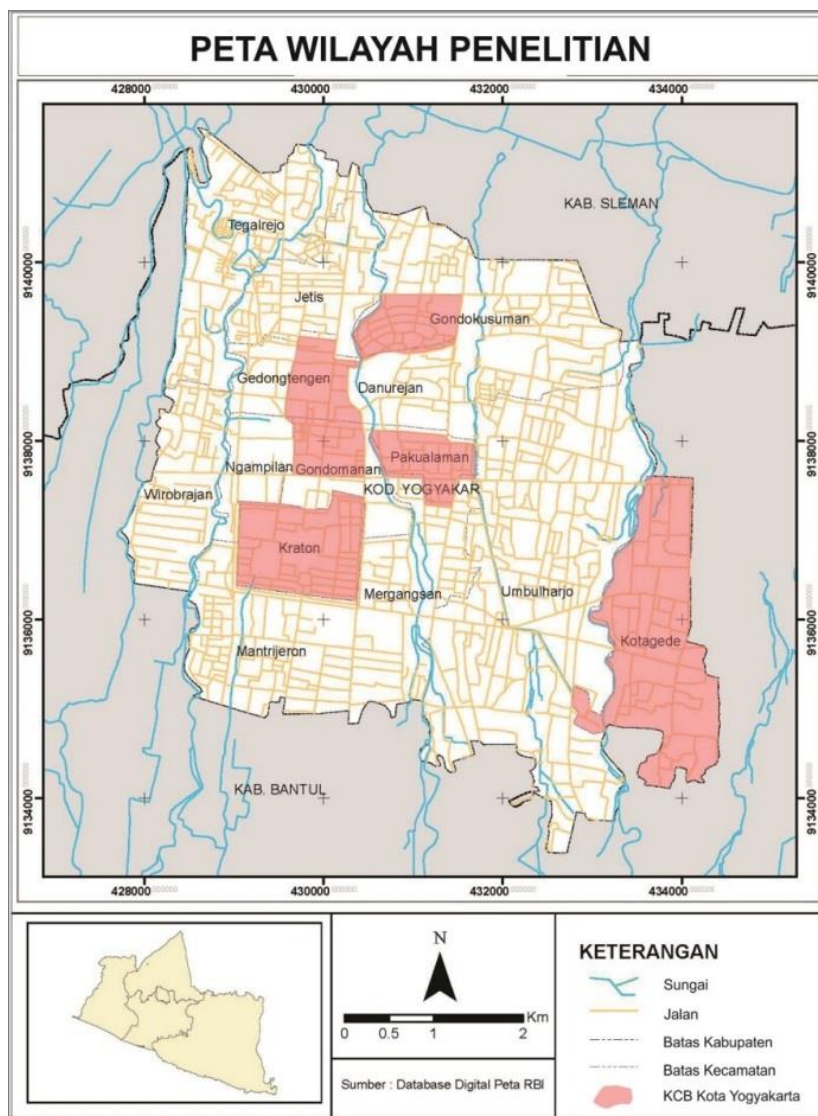 PETA WILAYAH PENELITIAN
428000 430000 432000 434000
KAB. SLEMAN
Tegalrejo
9140000 9140000
Jetis
Gondokusuman
Gedongtengen
Danurejan
9138000 9138000
Pakualaman
Ngampilan
Gondomanan
KOD. YOGYAKAR
Wirobrajan
Kraton
Mergangsan
Umbulharjo
9136000 9136000
Kotagede
Mantrijeron
KAB. BANTUL
9134000 9134000
428000 430000 432000 434000
N
0 0.5 1 2 Km
Sumber : Database Digital Peta RBI
KETERANGAN
Sungai
Jalan
Batas Kabupaten
Batas Kecamatan
KCB Kota Yogyakarta